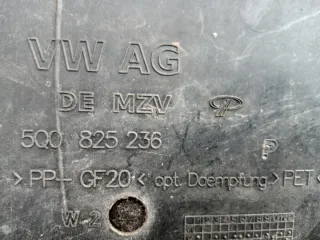 VW AG
DE MZV
5Q0 825 236
P
>PP-GF20< opt. Daempfung >PET<
W-2